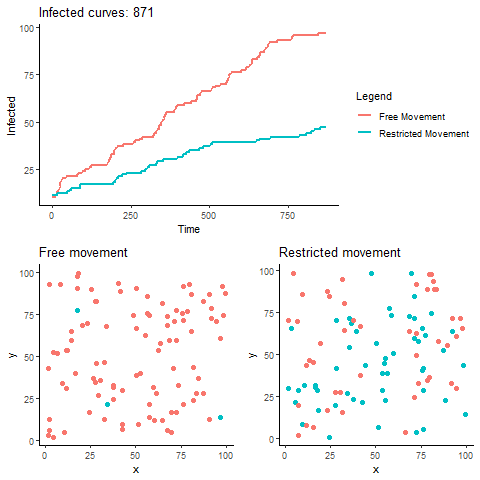 Infected curves: 871
100
75
50
25
Infected
0
250
500
750
Time
Legend
Free Movement
Restricted Movement
Free movement
100
75
50
25
0
y
0
25
50
75
100
x
Restricted movement
100
75
50
25
0
y
0
25
50
75
100
x